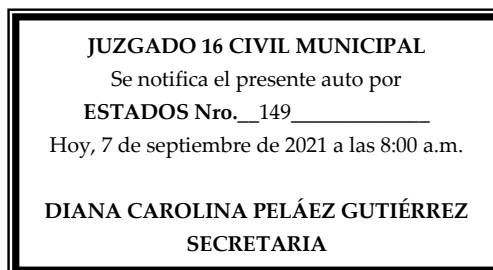 JUZGADO 16 CIVIL MUNICIPAL
Se notifica el presente auto por
ESTADOS Nro.__149______________
Hoy, 7 de septiembre de 2021 a las 8:00 a.m.
DIANA CAROLINA PELÁEZ GUTIÉRREZ
SECRETARIA